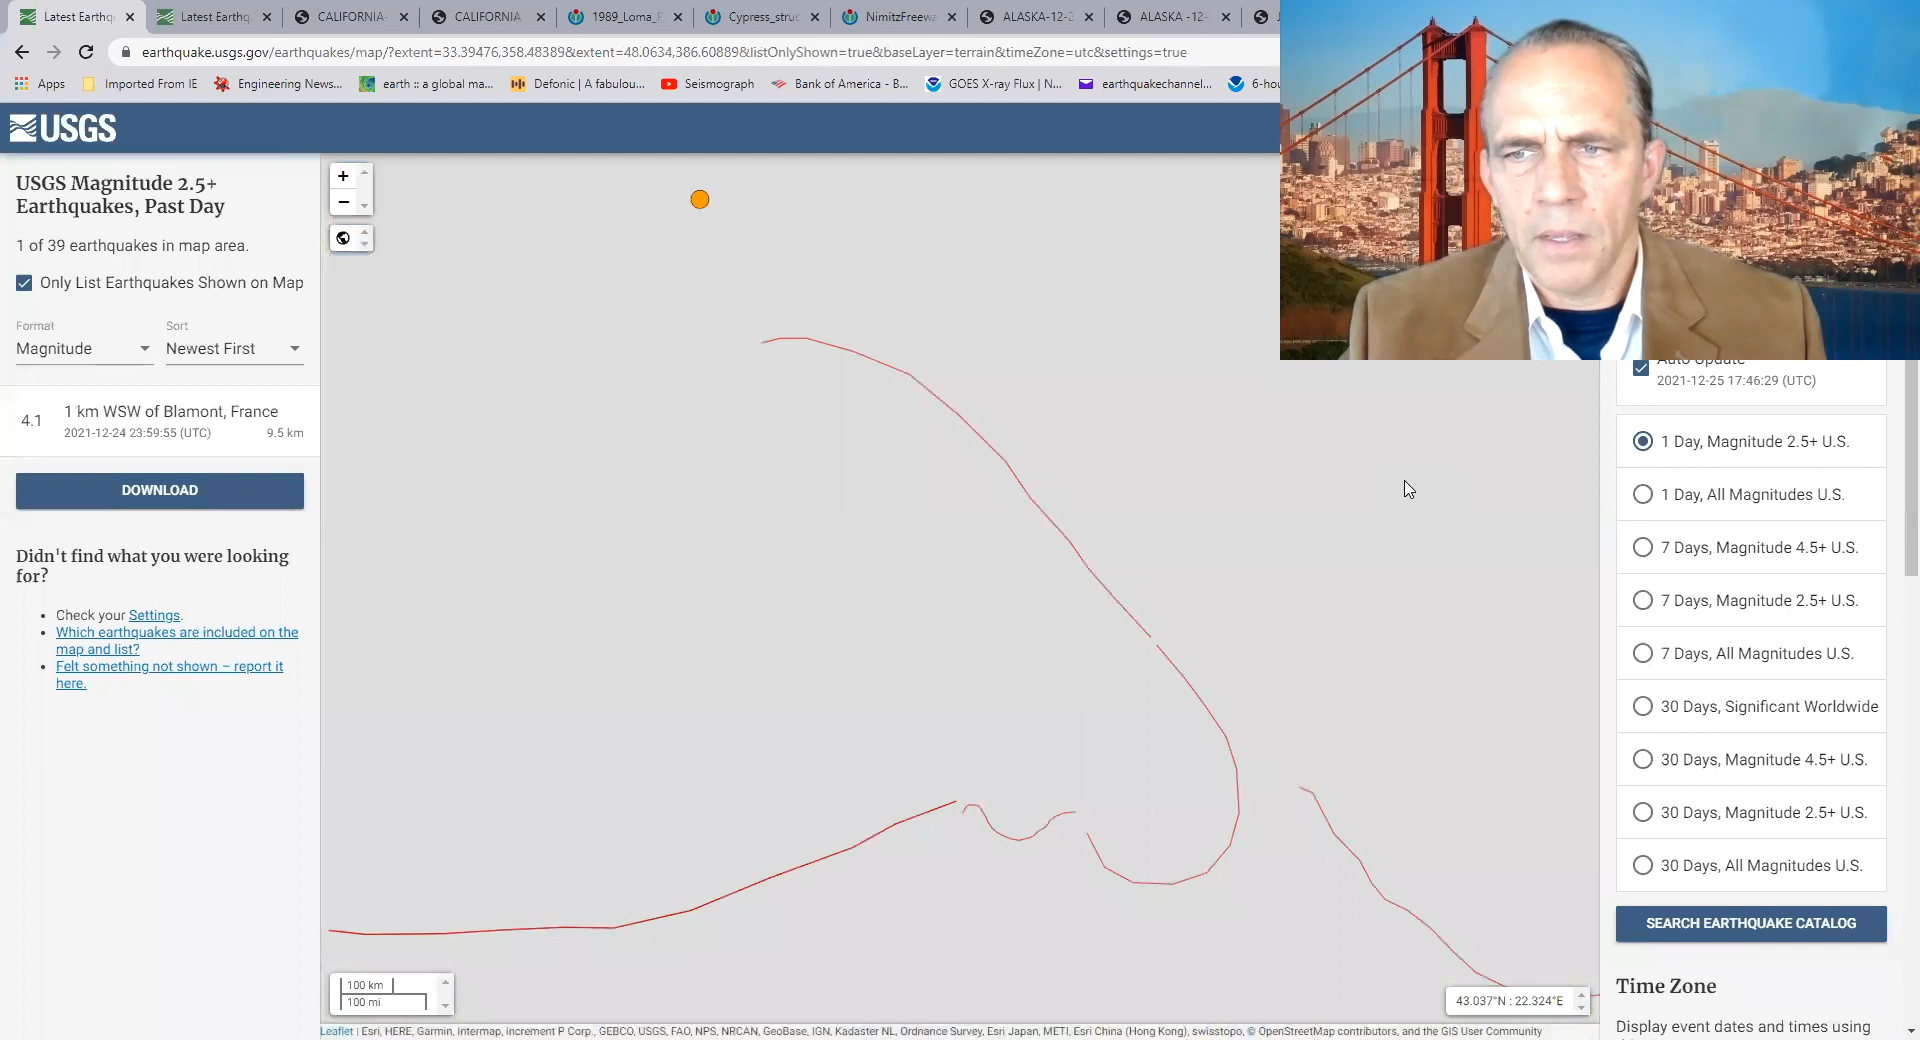 Latest Earthq
Latest Earthq
CALIFORNIA-
CALIFORNIA
1989_Loma_P
Cypress_struc
NimitzFreewa
ALASKA-12-2
ALASKA -12-
earthquake.usgs.gov/earthquakes/map/?extent=33.39476,358.48389&extent=48.0634,386.60889&listOnlyShown=true&baseLayer=terrain&timeZone=utc&settings=true
Apps
Imported From IE
Engineering News...
earth :: a global ma...
Defonic | A fabulou...
Seismograph
Bank of America - B...
GOES X-ray Flux | N...
earthquakechannel...
6-hou
USGS
USGS Magnitude 2.5+
Earthquakes, Past Day
1 of 39 earthquakes in map area.
Only List Earthquakes Shown on Map
Format
Sort
Magnitude
Newest First
4.1
1 km WSW of Blamont, France
2021-12-24 23:59:55 (UTC)
9.5 km
DOWNLOAD
Didn't find what you were looking
for?
Check your Settings.
Which earthquakes are included on the
map and list?
Felt something not shown – report it
here.
+
−
100 km
100 mi
43.037°N : 22.324°E
Leaflet | Esri, HERE, Garmin, Intermap, increment P Corp., GEBCO, USGS, FAO, NPS, NRCAN, GeoBase, IGN, Kadaster NL, Ordnance Survey, Esri Japan, METI, Esri China (Hong Kong), swisstopo, © OpenStreetMap contributors, and the GIS User Community
Auto Update
2021-12-25 17:46:29 (UTC)
1 Day, Magnitude 2.5+ U.S.
1 Day, All Magnitudes U.S.
7 Days, Magnitude 4.5+ U.S.
7 Days, Magnitude 2.5+ U.S.
7 Days, All Magnitudes U.S.
30 Days, Significant Worldwide
30 Days, Magnitude 4.5+ U.S.
30 Days, Magnitude 2.5+ U.S.
30 Days, All Magnitudes U.S.
SEARCH EARTHQUAKE CATALOG
Time Zone
Display event dates and times using